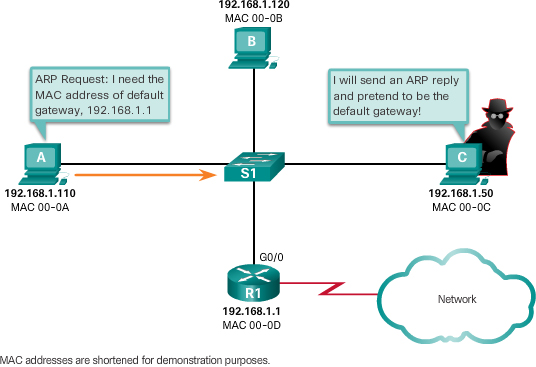 192.168.1.120
MAC 00-0B
B
ARP Request: I need the
MAC address of default
gateway, 192.168.1.1
I will send an ARP reply
and pretend to be the
default gateway!
A
S1
C
192.168.1.110
MAC 00-0A
192.168.1.50
MAC 00-0C
G0/0
R1
192.168.1.1
MAC 00-0D
Network
MAC addresses are shortened for demonstration purposes.